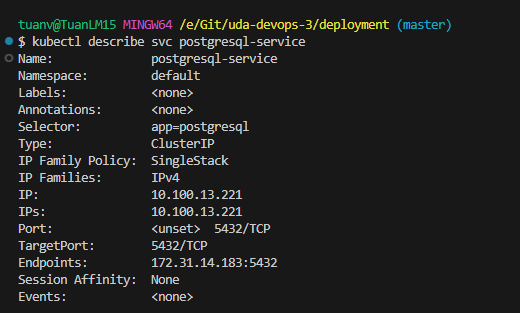 tuanv@TuanLM15 MINGW64 /e/Git/uda-devops-3/deployment (master)
$ kubectl describe svc postgresql-service
Name:              postgresql-service
Namespace:         default
Labels:            <none>
Annotations:       <none>
Selector:          app=postgresql
Type:              ClusterIP
IP Family Policy:  SingleStack
IP Families:       IPv4
IP:                10.100.13.221
IPs:               10.100.13.221
Port:              <unset>  5432/TCP
TargetPort:        5432/TCP
Endpoints:         172.31.14.183:5432
Session Affinity:  None
Events:            <none>